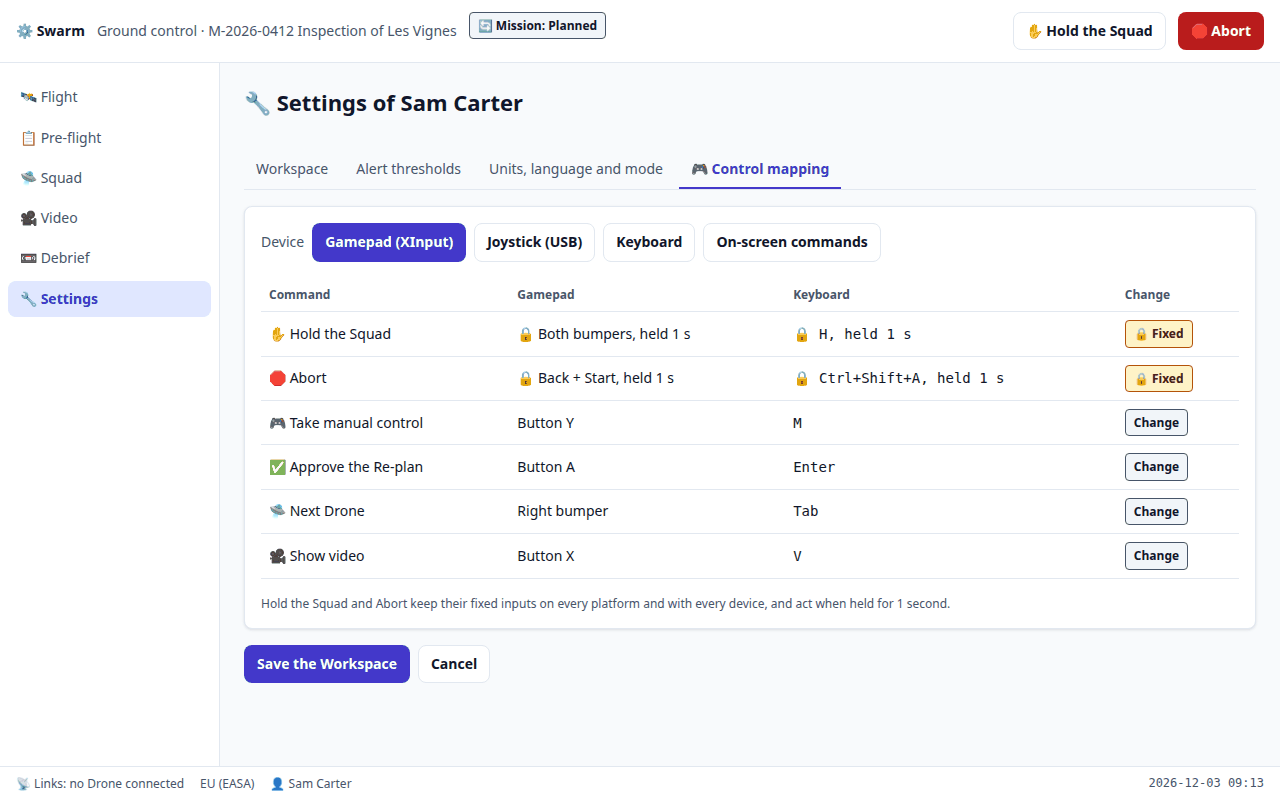 ⚙️ Swarm Ground control · M-2026-0412 Inspection of Les Vignes 🔄 Mission: Planned ✋ Hold the Squad 🛑 Abort
🛰️ Flight
📋 Pre-flight
🛸 Squad
🎥 Video
📼 Debrief
🔧 Settings
🔧 Settings of Sam Carter
Workspace Alert thresholds Units, language and mode 🎮 Control mapping
Device Gamepad (XInput) Joystick (USB) Keyboard On-screen commands
Command Gamepad Keyboard Change
✋ Hold the Squad 🔒 Both bumpers, held 1 s 🔒 H, held 1 s 🔒 Fixed
🛑 Abort 🔒 Back + Start, held 1 s 🔒 Ctrl+Shift+A, held 1 s 🔒 Fixed
🎮 Take manual control Button Y M Change
✅ Approve the Re-plan Button A Enter Change
🛸 Next Drone Right bumper Tab Change
🎥 Show video Button X V Change
Hold the Squad and Abort keep their fixed inputs on every platform and with every device, and act when held for 1 second.
Save the Workspace Cancel
📡 Links: no Drone connected EU (EASA) 👤 Sam Carter 2026-12-03 09:13